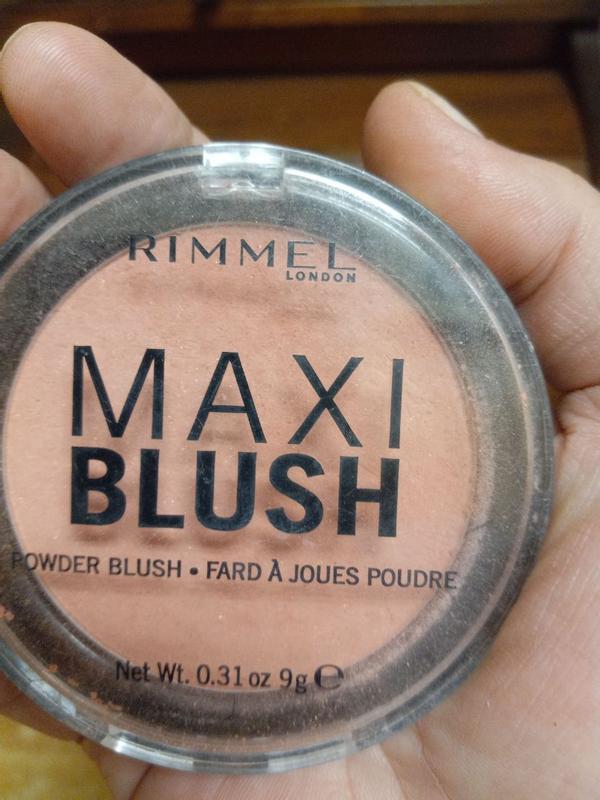 RIMMEL
LONDON
MAXI
BLUSH
POWDER BLUSH • FARD À JOUES POUDRE
Net Wt. 0.31 oz 9g ℮